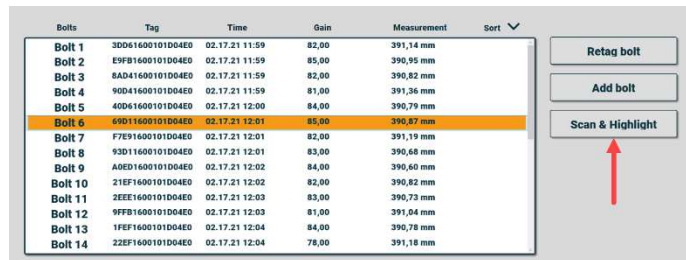 Bolts Tag Time Gain Measurement Sort
Bolt 1 3DD61600101D04E0 02.17.21 11:59 82,00 391,14 mm
Bolt 2 E9FB1600101D04E0 02.17.21 11:59 85,00 390,95 mm
Bolt 3 8AD41600101D04E0 02.17.21 11:59 82,00 390,82 mm
Bolt 4 90D41600101D04E0 02.17.21 11:59 81,00 391,36 mm
Bolt 5 40D61600101D04E0 02.17.21 12:00 84,00 390,79 mm
Bolt 6 69D11600101D04E0 02.17.21 12:01 85,00 390,87 mm
Bolt 7 F7E91600101D04E0 02.17.21 12:01 82,00 391,19 mm
Bolt 8 93D11600101D04E0 02.17.21 12:01 83,00 390,68 mm
Bolt 9 A0ED1600101D04E0 02.17.21 12:02 84,00 390,60 mm
Bolt 10 21EF1600101D04E0 02.17.21 12:02 82,00 390,82 mm
Bolt 11 2EEE1600101D04E0 02.17.21 12:03 83,00 390,73 mm
Bolt 12 9FFB1600101D04E0 02.17.21 12:03 81,00 391,04 mm
Bolt 13 1FEF1600101D04E0 02.17.21 12:04 84,00 390,78 mm
Bolt 14 22EF1600101D04E0 02.17.21 12:04 78,00 391,18 mm
Retag bolt
Add bolt
Scan & Highlight